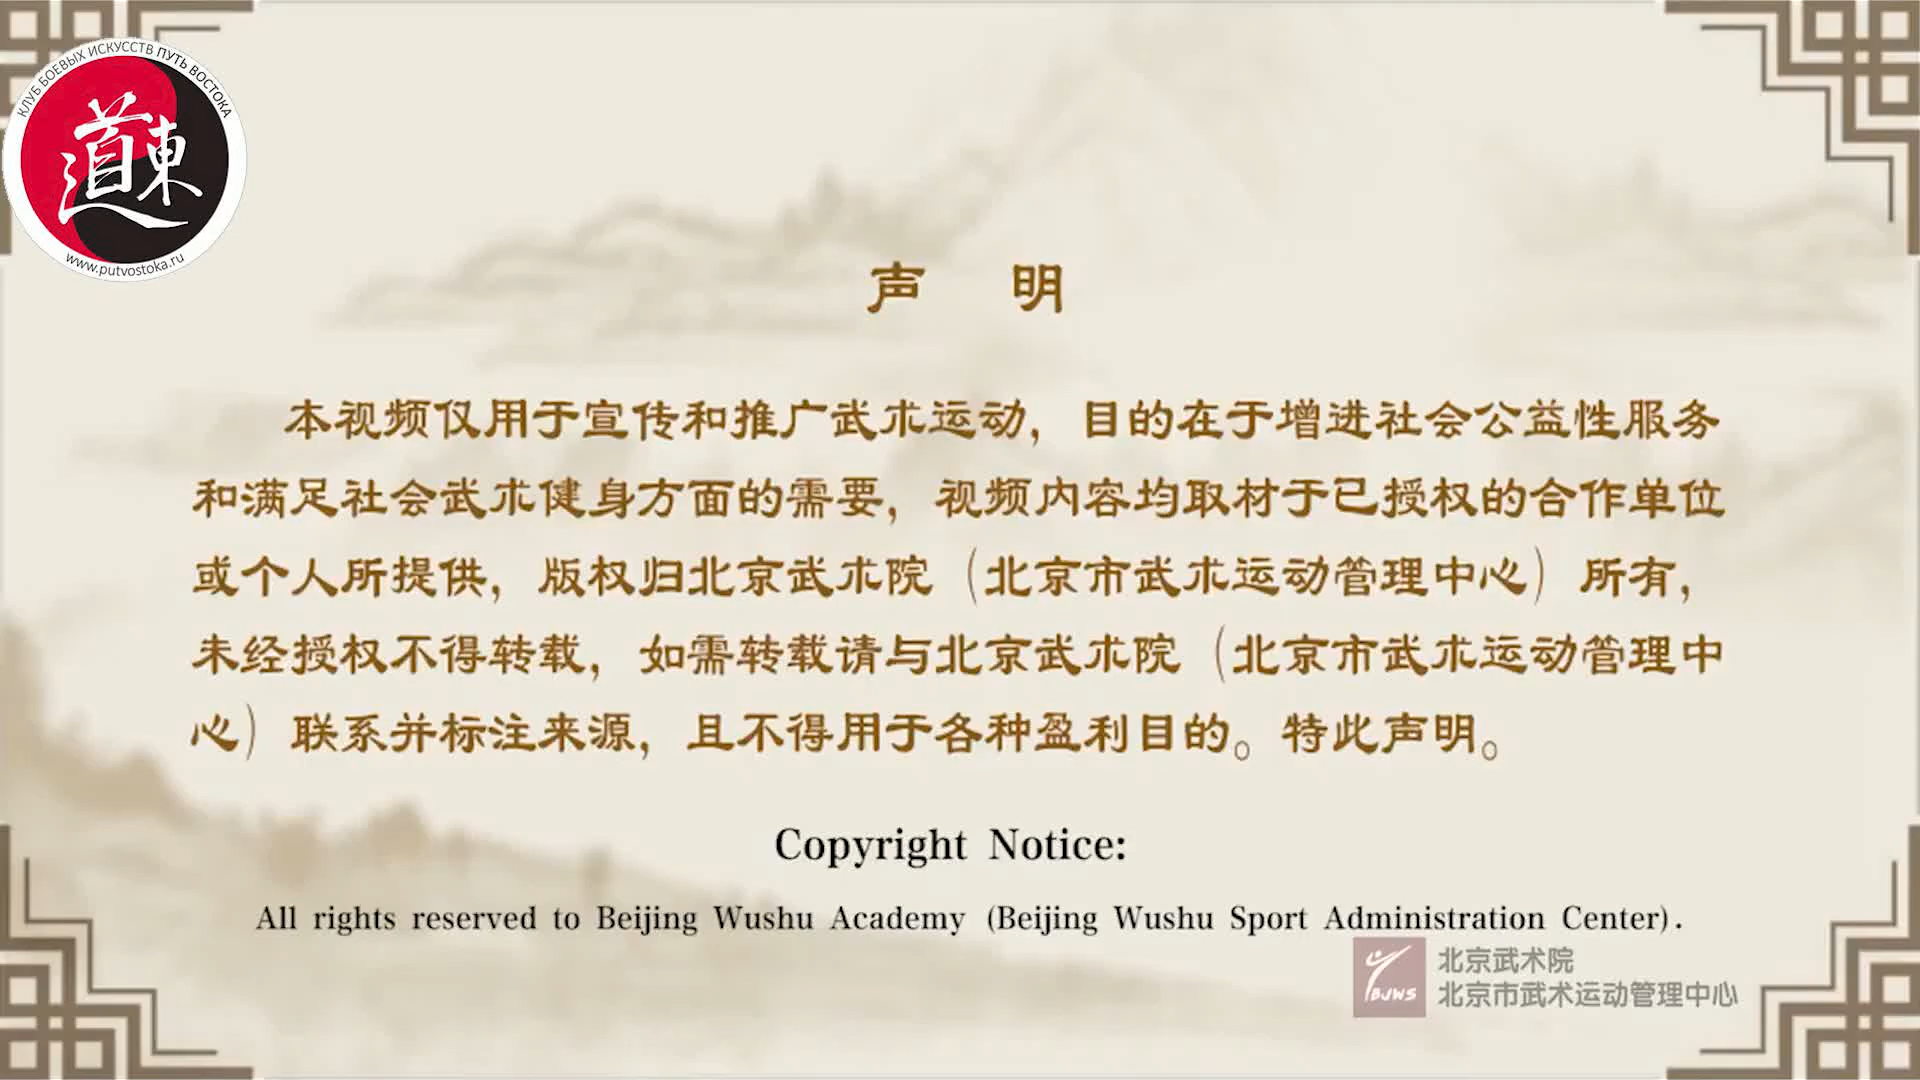 КЛУБ БОЕВЫХ ИСКУССТВ ПУТЬ ВОСТОКА
道東
www.putvostoka.ru
声 明
本视频仅用于宣传和推广武术运动，目的在于增进社会公益性服务
和满足社会武术健身方面的需要，视频内容均取材于已授权的合作单位
或个人所提供，版权归北京武术院（北京市武术运动管理中心）所有，
未经授权不得转载，如需转载请与北京武术院（北京市武术运动管理中
心）联系并标注来源，且不得用于各种盈利目的。特此声明。
Copyright Notice:
All rights reserved to Beijing Wushu Academy (Beijing Wushu Sport Administration Center).
BJWS
北京武术院
北京市武术运动管理中心